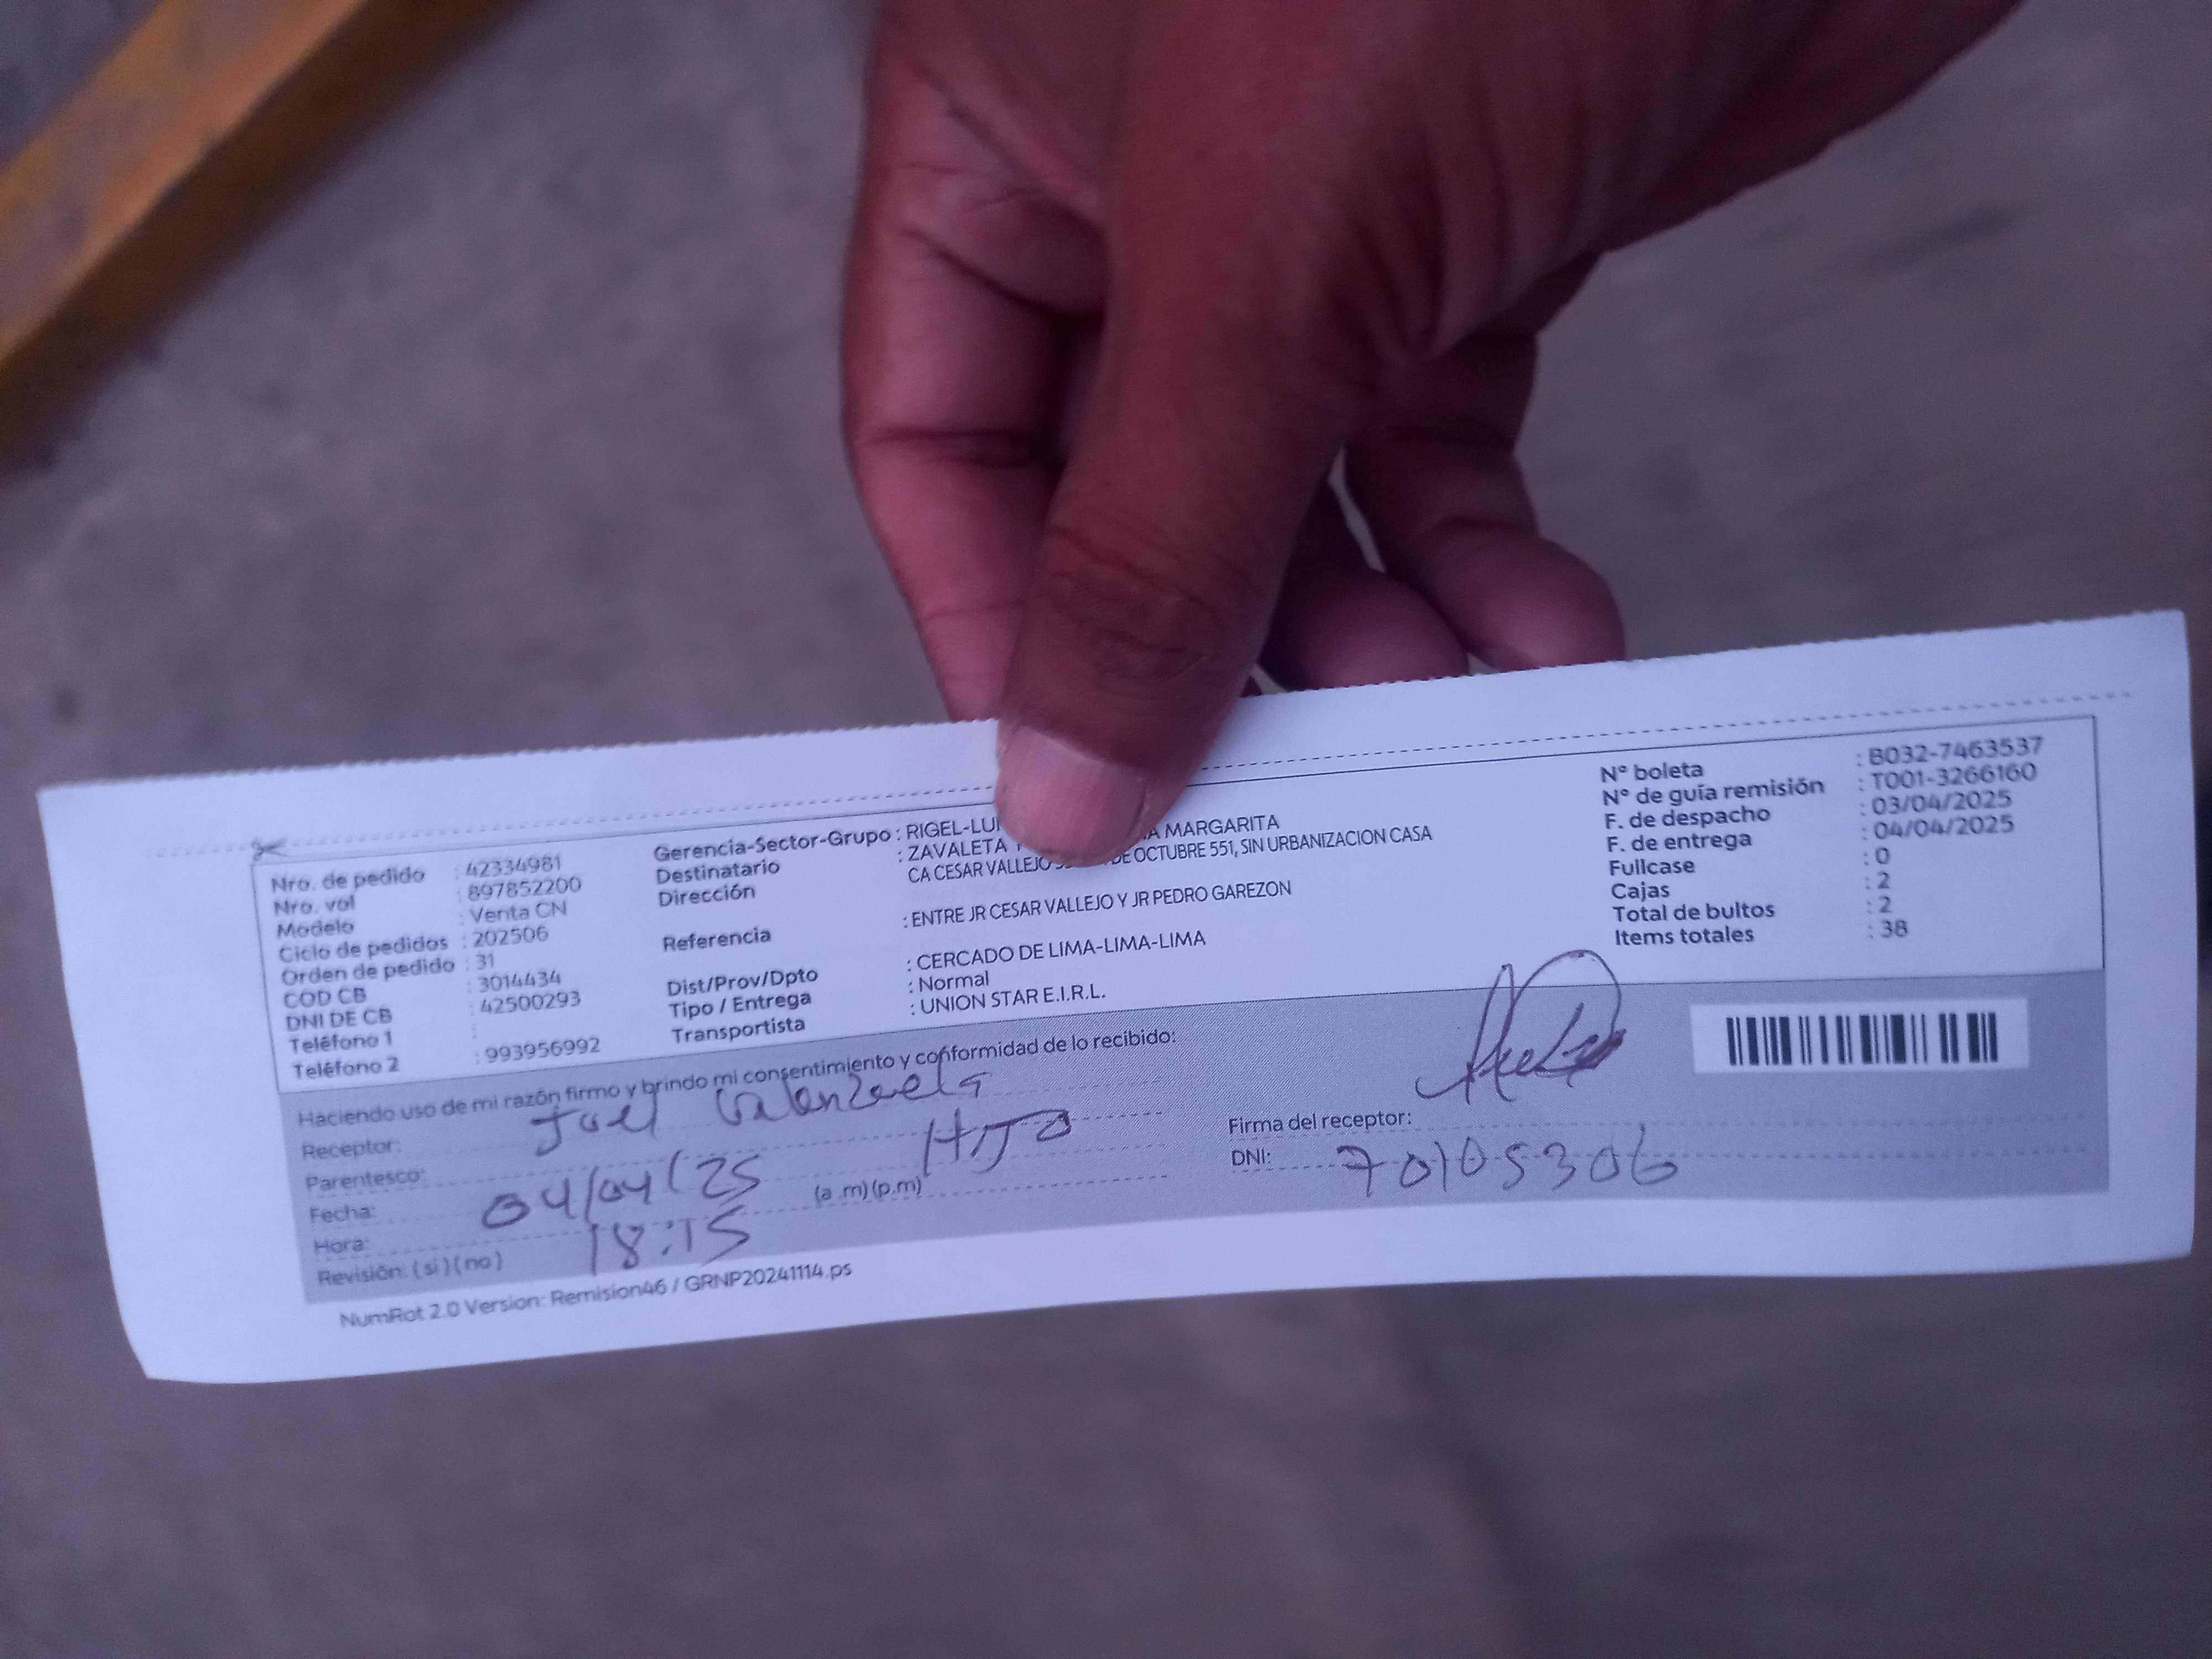 Nro. de pedido : 42334981
Nro. vol : 897852200
Modelo : Venta CN
Ciclo de pedidos : 202506
Orden de pedido : 31
COD CB : 3014434
DNI DE CB : 42500293
Teléfono 1 :
Teléfono 2 : 993956992
Gerencia-Sector-Grupo : RIGEL-
Destinatario : ZAVALETA MARGARITA
Dirección CA CESAR VALLEJO DE OCTUBRE 551, SIN URBANIZACION CASA
Referencia : ENTRE JR CESAR VALLEJO Y JR PEDRO GAREZON
Dist/Prov/Dpto : CERCADO DE LIMA-LIMA-LIMA
Tipo / Entrega : Normal
Transportista : UNION STAR E.I.R.L.
N° boleta : B032-7463537
N° de guía remisión : T001-3266160
F. de despacho : 03/04/2025
F. de entrega : 04/04/2025
Fullcase : 0
Cajas : 2
Total de bultos : 2
Items totales : 38
Haciendo uso de mi razón firmo y brindo mi consentimiento y conformidad de lo recibido:
Receptor: Joel Valenzuela
Parentesco: HIJO
Fecha: 04/04/25
Hora: 18:15 (a .m) (p.m)
Revisión: ( si ) ( no )
Firma del receptor:
DNI: 70105306
NumRot 2.0 Version: Remision46 / GRNP20241114.ps